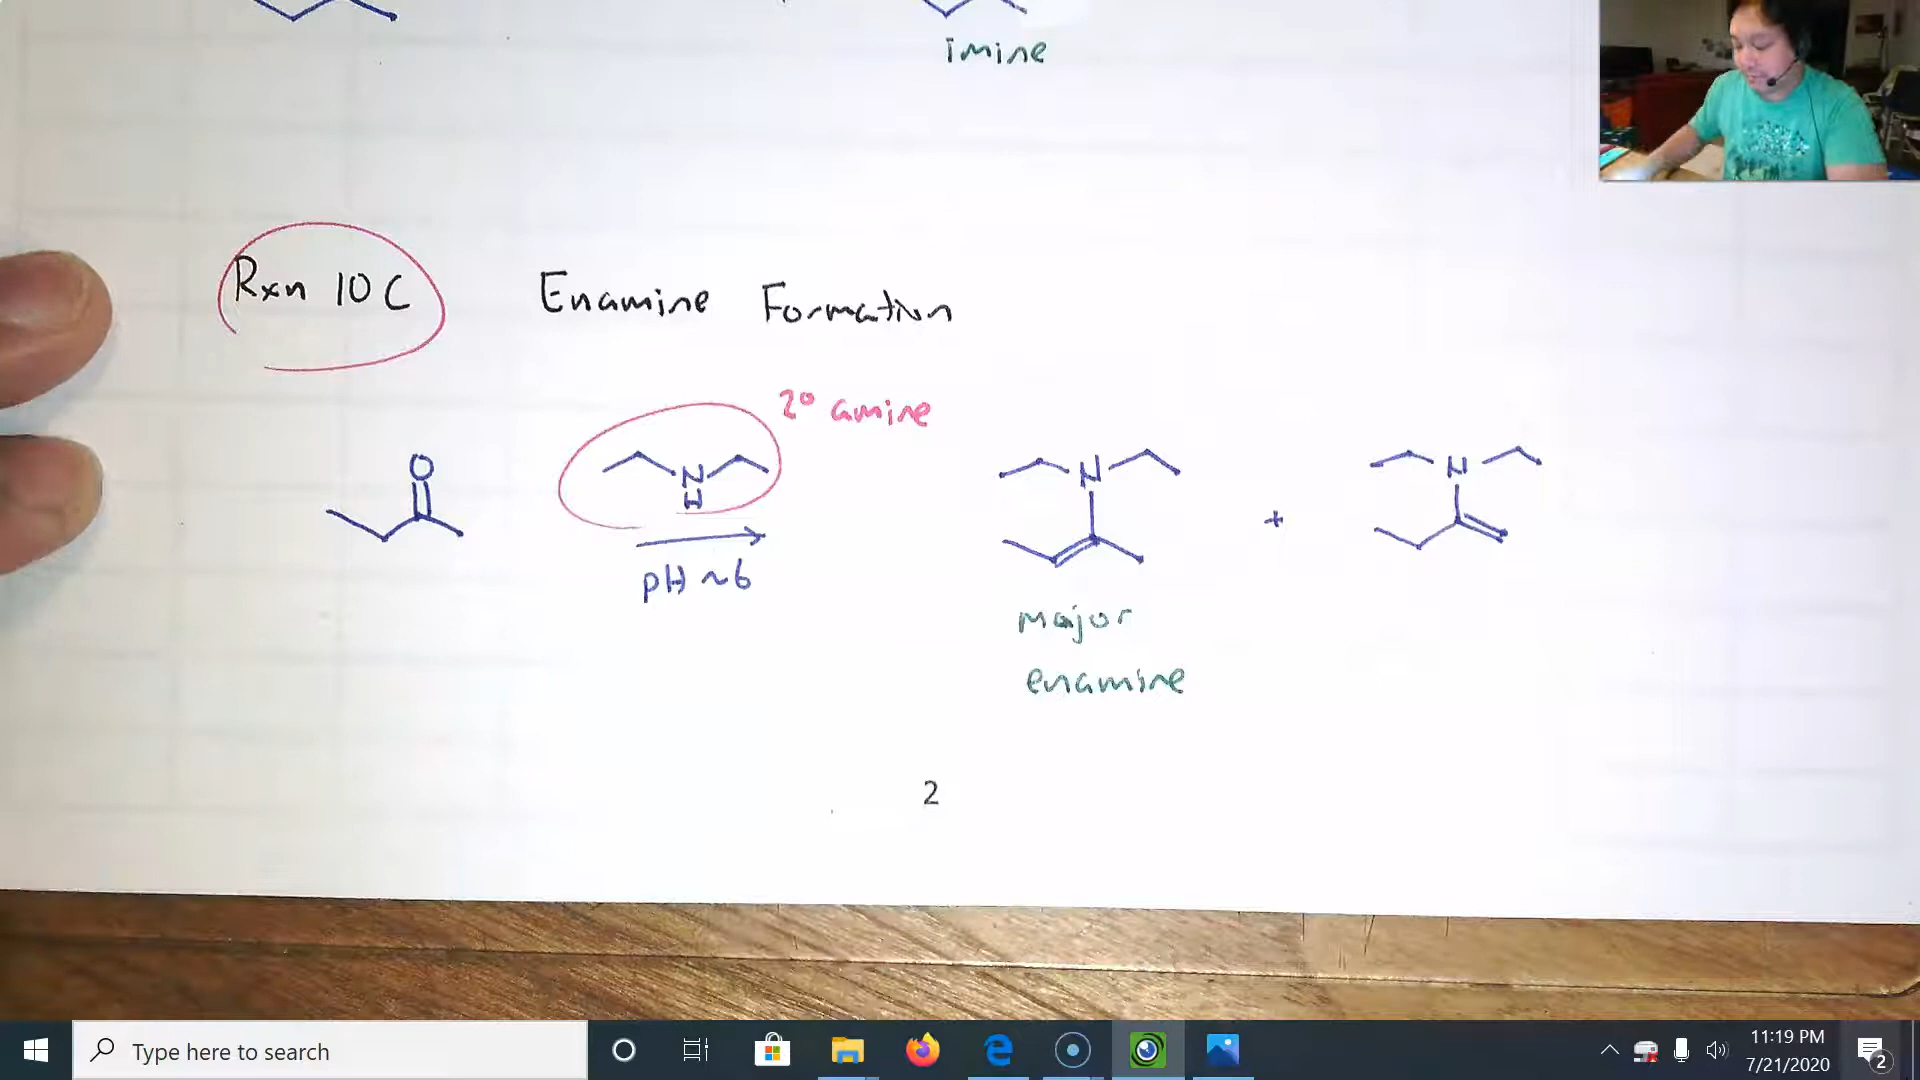 imine
Rxn 10 C
Enamine Formation
2° amine
O
N
H
pH ~6
N
+
N
major
enamine
2
Type here to search
11:19 PM
7/21/2020
2